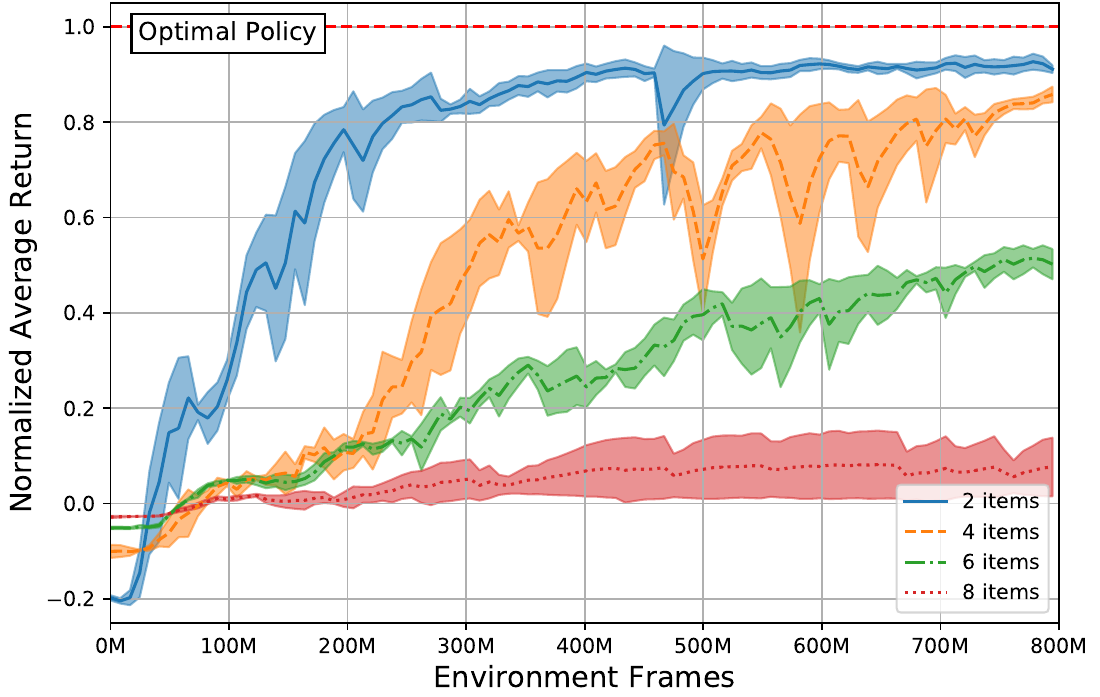 Optimal Policy
Normalized Average Return
1.0
0.8
0.6
0.4
0.2
0.0
−0.2
2 items
4 items
6 items
8 items
0M 100M 200M 300M 400M 500M 600M 700M 800M
Environment Frames